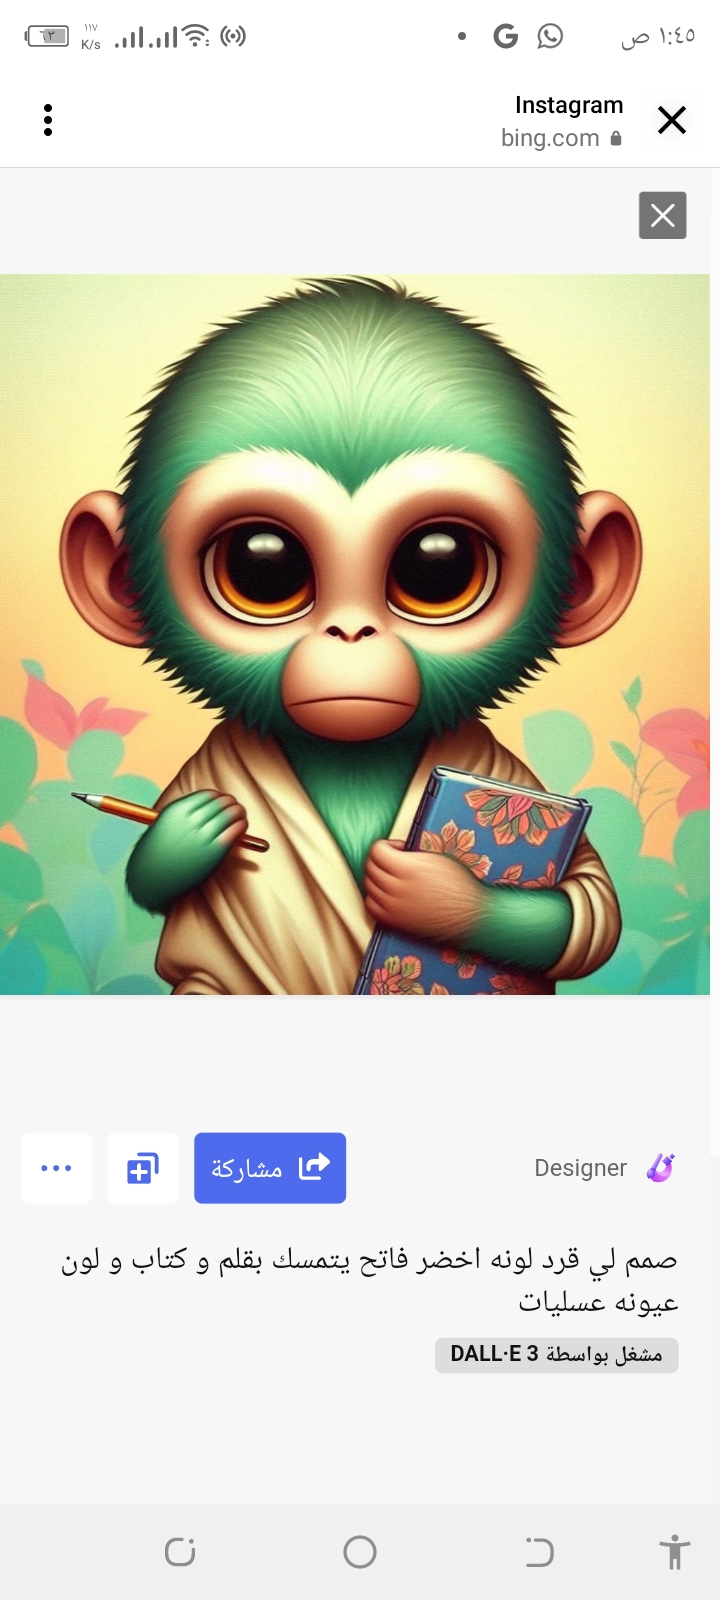 ١:٤٥ ص
G
١١٧
K/s
٦٣
Instagram
bing.com
مشاركة
Designer
صمم لي قرد لونه اخضر فاتح يتمسك بقلم و كتاب و لون
عيونه عسليات
مشغل بواسطة DALL·E 3